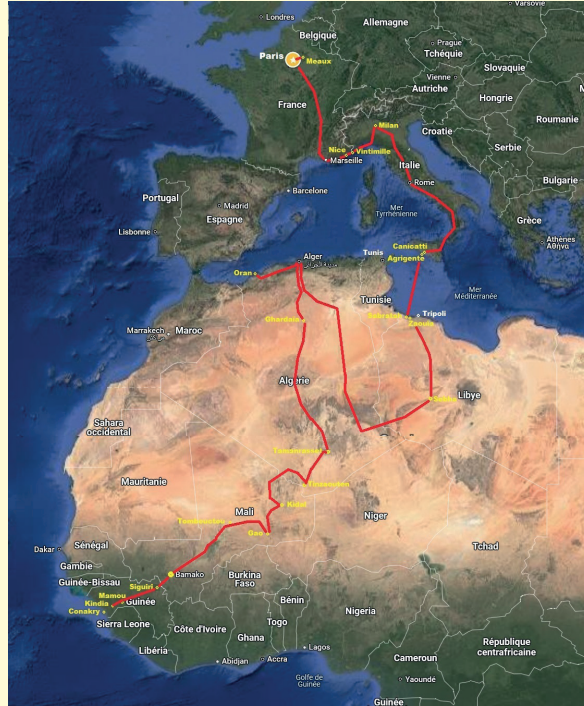 Varsovie
Londres
Allemagne
Belgique
Prague
Tchéquie
Paris
Meaux
Slovaquie
Vienne
Autriche
France
Hongrie
Roumanie
Milan
Croatie
Nice
Vintimille
Serbie
Marseille
Italie
Rome
Bulgarie
Barcelone
Portugal
Madrid
Espagne
Mer
Tyrrhénienne
Grèce
Lisbonne
Athènes
Αθήνα
Canicatti
Tunis
Agrigente
Alger
Oran
Mer
Méditerranée
Tunisie
Tripoli
Zaouïa
Marrakech
Maroc
Ghardaïa
Algérie
Libye
Sahara
occidental
Tamanrasset
Mauritanie
Tinzaouten
Kidal
Mali
Niger
Tombouctou
Gao
Tchad
Dakar
Sénégal
Gambie
Bamako
Guinée-Bissau
Siguiri
Burkina
Faso
Mamou
Kindia
Guinée
Conakry
Bénin
Nigeria
Sierra Leone
Togo
Côte d'Ivoire
Ghana
Libéria
Lagos
République
centrafricaine
Abidjan
Accra
Cameroun
Golfe de
Guinée
Yaoundé
Guinée